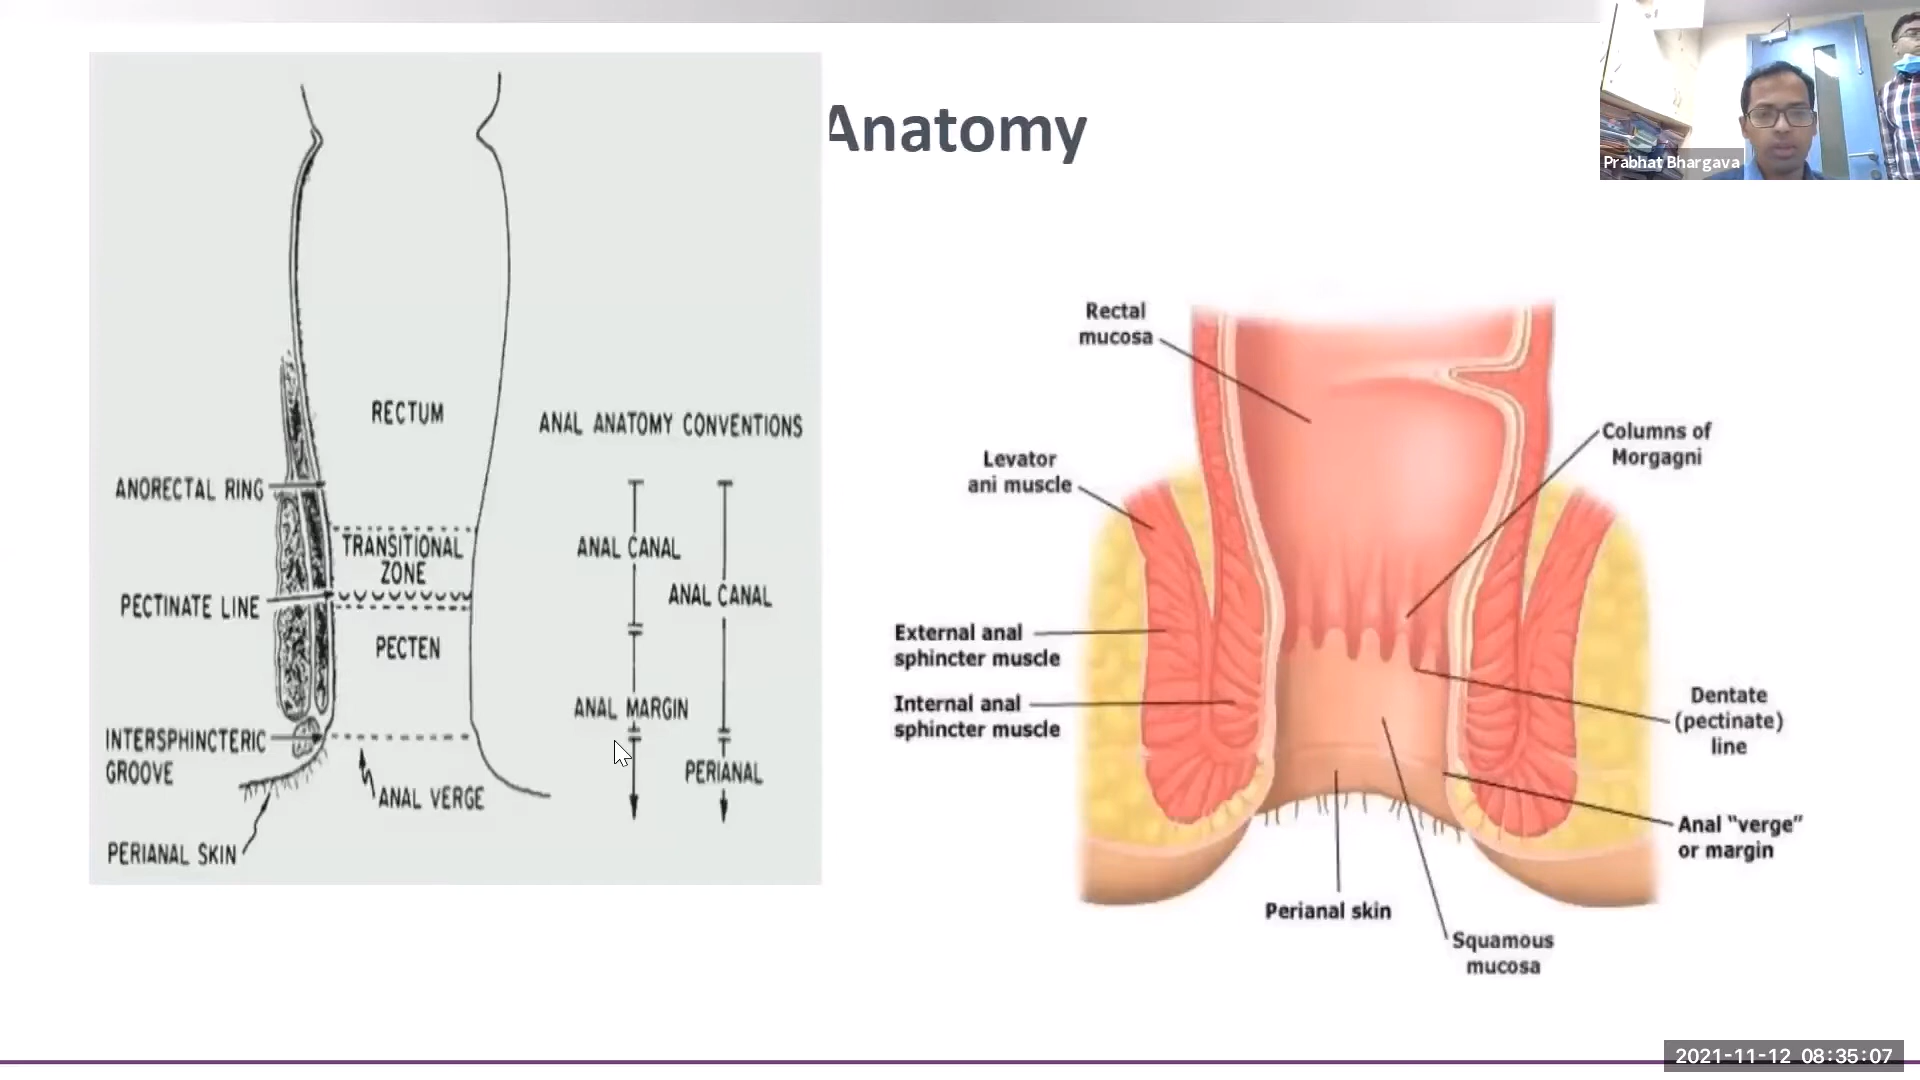 Anatomy
Prabhat Bhargava
RECTUM
ANAL ANATOMY CONVENTIONS
ANORECTAL RING
TRANSITIONAL
ZONE
ANAL CANAL
ANAL CANAL
PECTINATE LINE
PECTEN
ANAL MARGIN
INTERSPHINCTERIC
GROOVE
PERIANAL
ANAL VERGE
PERIANAL SKIN
Rectal
mucosa
Columns of
Morgagni
Levator
ani muscle
External anal
sphincter muscle
Internal anal
sphincter muscle
Dentate
(pectinate)
line
Anal “verge”
or margin
Perianal skin
Squamous
mucosa
2021-11-12 08:35:07